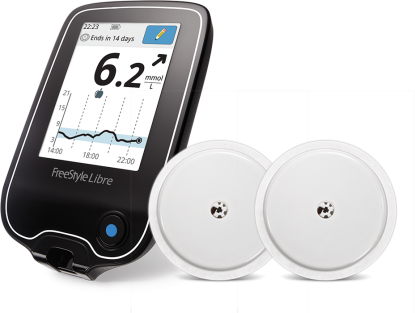 22:23
Ends in 14 days
6.2 mmol
L
21
15
9
3
14:00 18:00 22:00
FreeStyle Libre